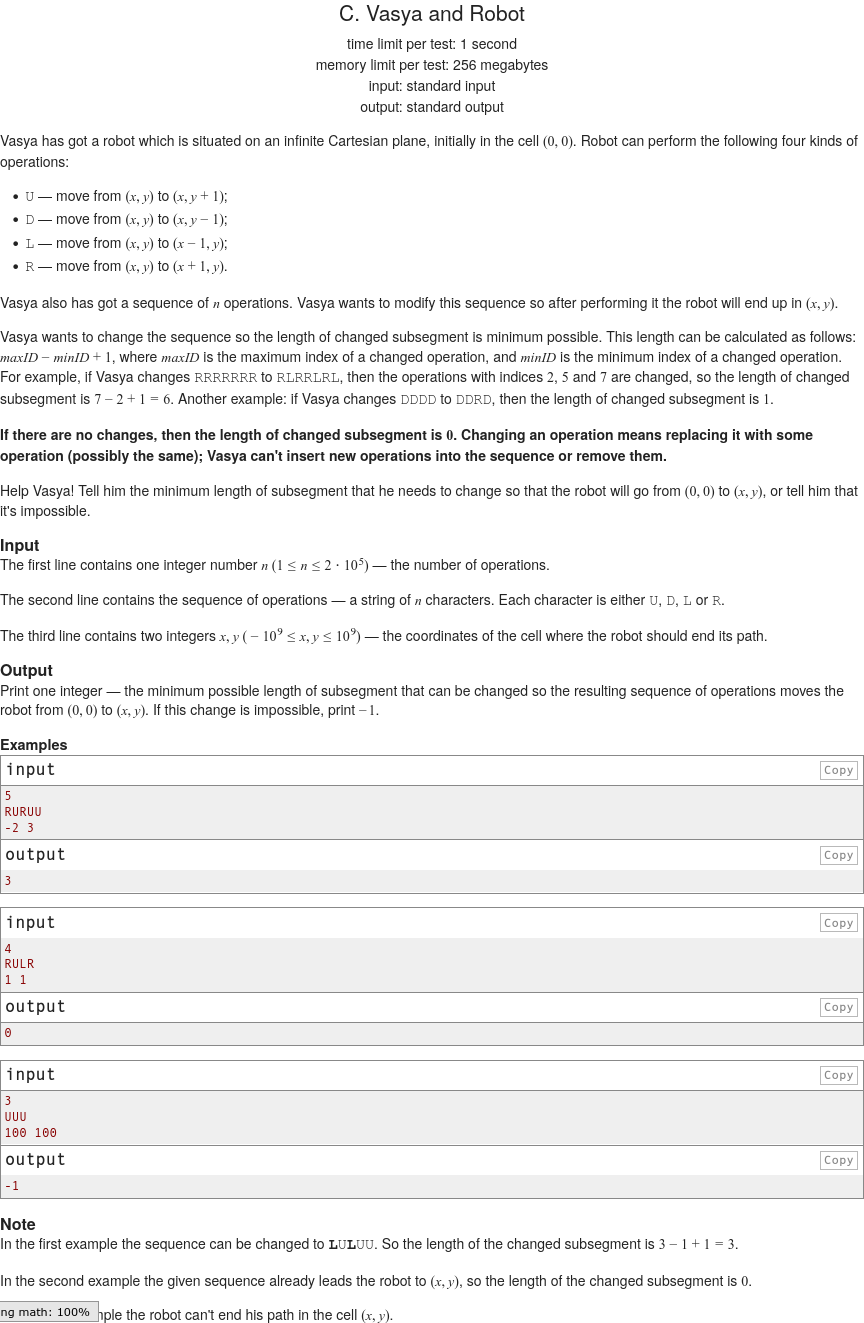 C. Vasya and Robot
time limit per test: 1 second
memory limit per test: 256 megabytes
input: standard input
output: standard output
Vasya has got a robot which is situated on an infinite Cartesian plane, initially in the cell (0, 0). Robot can perform the following four kinds of
operations:
• U — move from (x, y) to (x, y + 1);
• D — move from (x, y) to (x, y − 1);
• L — move from (x, y) to (x − 1, y);
• R — move from (x, y) to (x + 1, y).
Vasya also has got a sequence of n operations. Vasya wants to modify this sequence so after performing it the robot will end up in (x, y).
Vasya wants to change the sequence so the length of changed subsegment is minimum possible. This length can be calculated as follows:
maxID − minID + 1, where maxID is the maximum index of a changed operation, and minID is the minimum index of a changed operation.
For example, if Vasya changes RRRRRRR to RLRRLRL, then the operations with indices 2, 5 and 7 are changed, so the length of changed
subsegment is 7 − 2 + 1 = 6. Another example: if Vasya changes DDDD to DDRD, then the length of changed subsegment is 1.
If there are no changes, then the length of changed subsegment is 0. Changing an operation means replacing it with some
operation (possibly the same); Vasya can't insert new operations into the sequence or remove them.
Help Vasya! Tell him the minimum length of subsegment that he needs to change so that the robot will go from (0, 0) to (x, y), or tell him that
it's impossible.
Input
The first line contains one integer number n (1 ≤ n ≤ 2 · 10⁵) — the number of operations.
The second line contains the sequence of operations — a string of n characters. Each character is either U, D, L or R.
The third line contains two integers x, y ( − 10⁹ ≤ x, y ≤ 10⁹) — the coordinates of the cell where the robot should end its path.
Output
Print one integer — the minimum possible length of subsegment that can be changed so the resulting sequence of operations moves the
robot from (0, 0) to (x, y). If this change is impossible, print −1.
Examples
input
Copy
5
RURUU
-2 3
output
Copy
3
input
Copy
4
RULR
1 1
output
Copy
0
input
Copy
3
UUU
100 100
output
Copy
-1
Note
In the first example the sequence can be changed to LULUU. So the length of the changed subsegment is 3 − 1 + 1 = 3.
In the second example the given sequence already leads the robot to (x, y), so the length of the changed subsegment is 0.
ng math: 100%
mple the robot can't end his path in the cell (x, y).